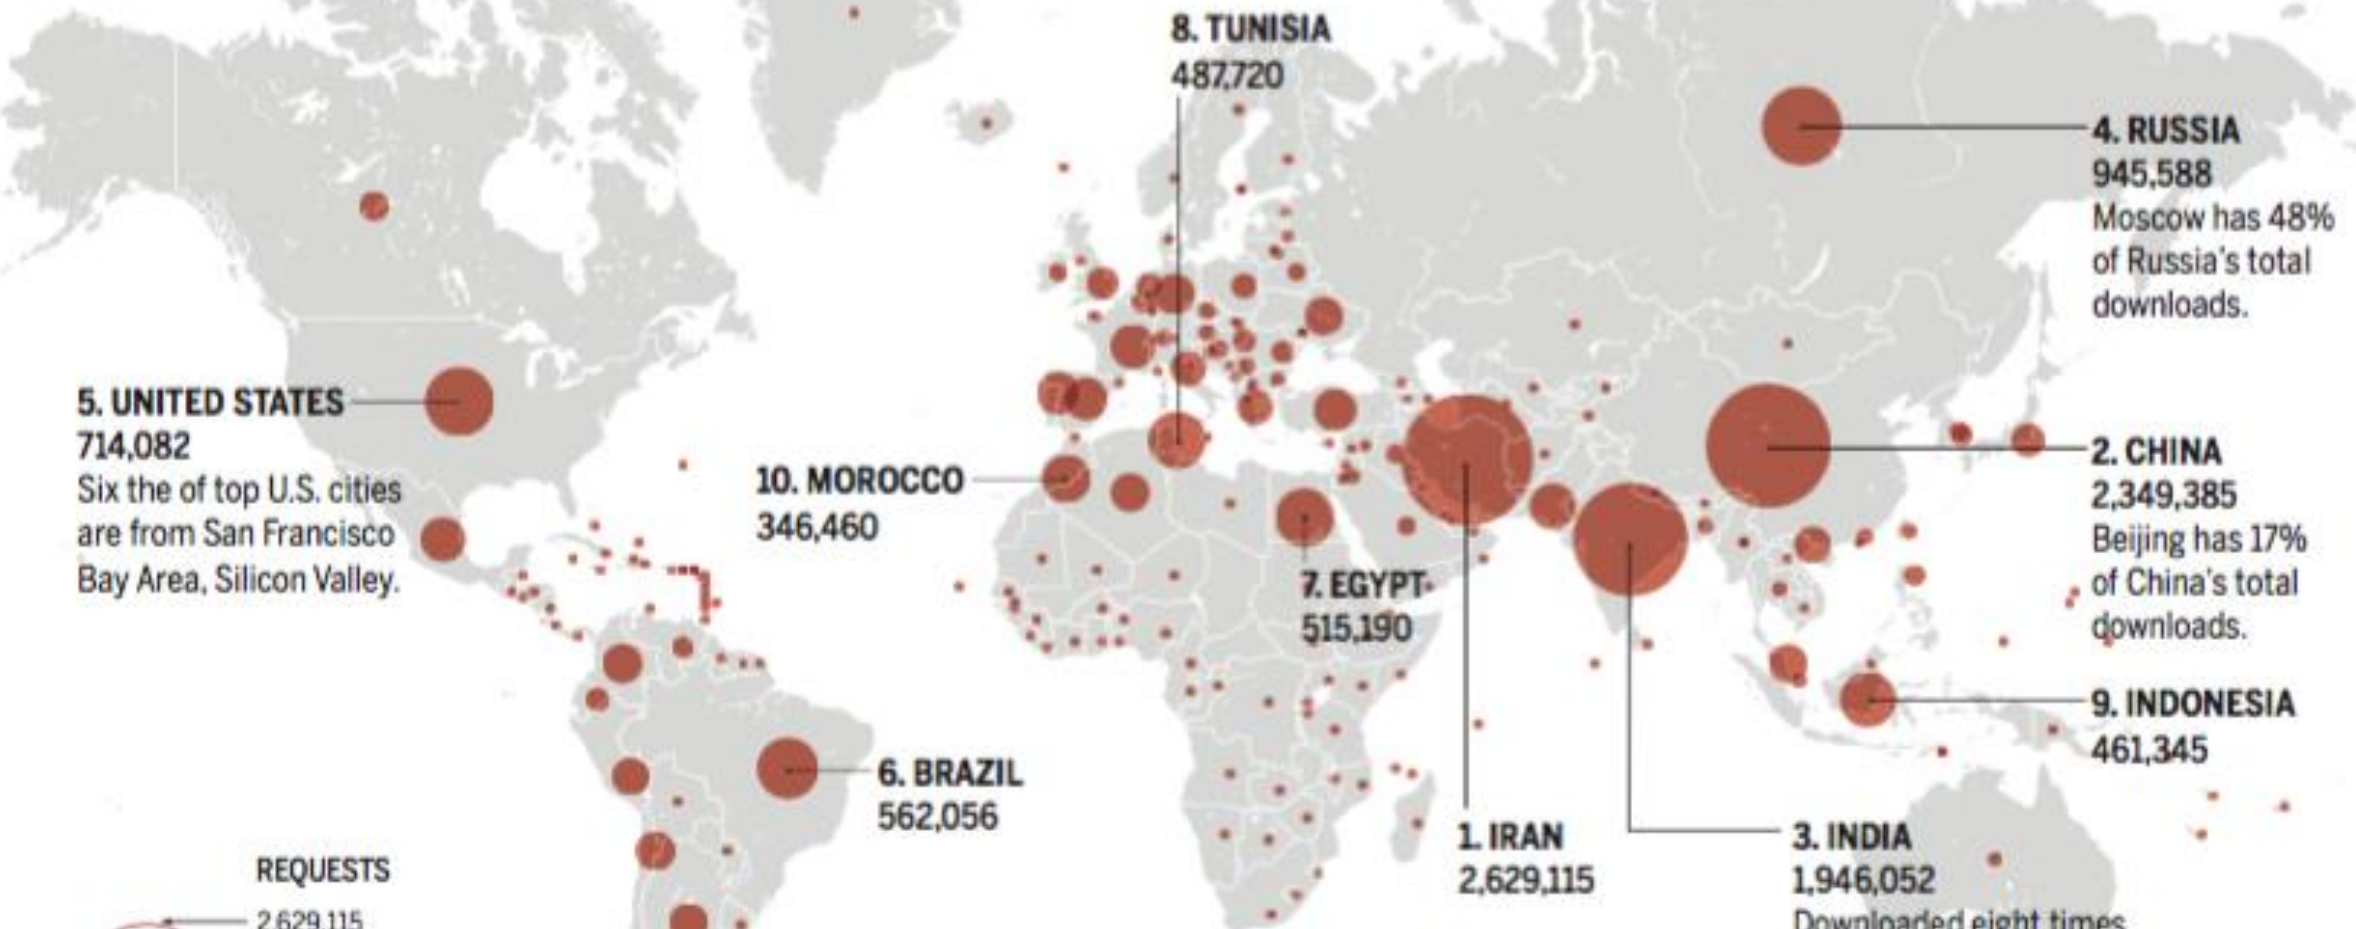 8. TUNISIA
487,720
4. RUSSIA
945,588
Moscow has 48%
of Russia's total
downloads.
5. UNITED STATES
714,082
Six the of top U.S. cities
are from San Francisco
Bay Area, Silicon Valley.
10. MOROCCO
346,460
2. CHINA
2,349,385
Beijing has 17%
of China's total
downloads.
7. EGYPT
515,190
9. INDONESIA
461,345
6. BRAZIL
562,056
1. IRAN
2,629,115
3. INDIA
1,946,052
Downloaded eight times
REQUESTS
2,629,115